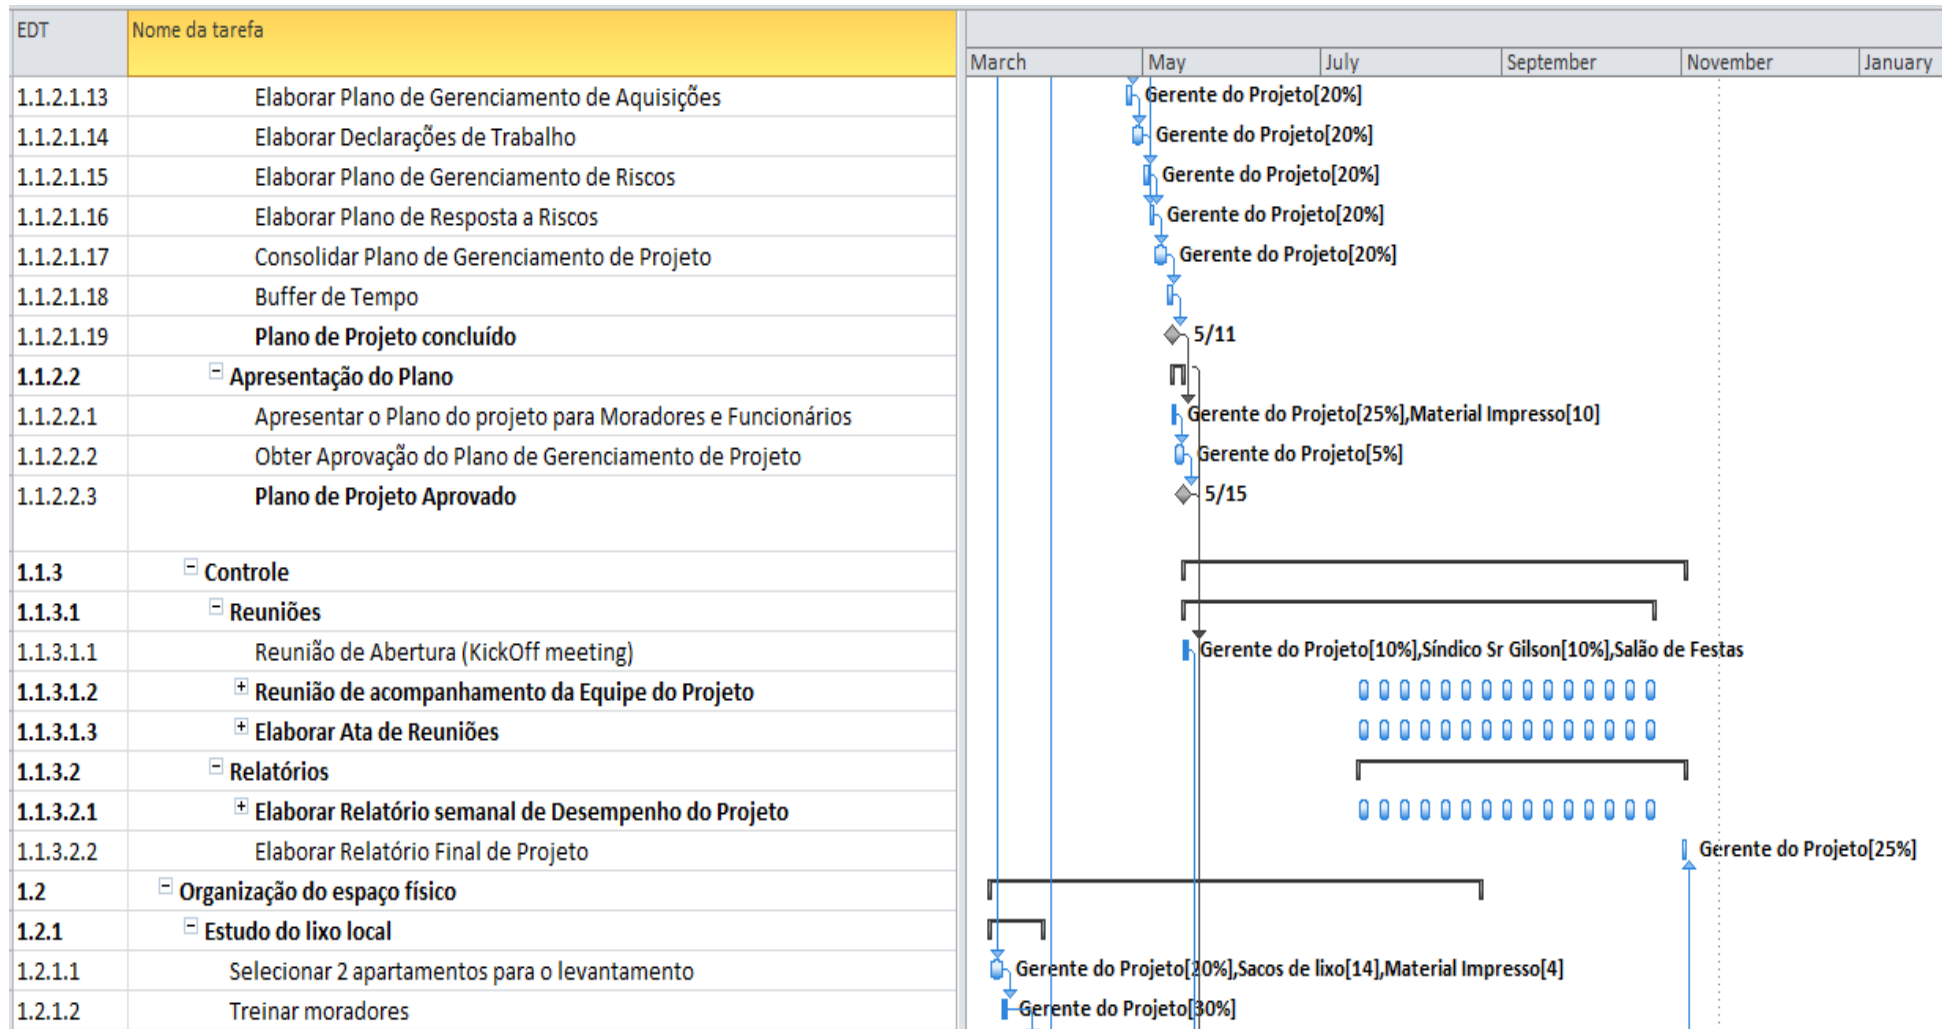 EDT Nome da tarefa
March May July September November January
1.1.2.1.13 Elaborar Plano de Gerenciamento de Aquisições Gerente do Projeto[20%]
1.1.2.1.14 Elaborar Declarações de Trabalho Gerente do Projeto[20%]
1.1.2.1.15 Elaborar Plano de Gerenciamento de Riscos Gerente do Projeto[20%]
1.1.2.1.16 Elaborar Plano de Resposta a Riscos Gerente do Projeto[20%]
1.1.2.1.17 Consolidar Plano de Gerenciamento de Projeto Gerente do Projeto[20%]
1.1.2.1.18 Buffer de Tempo
1.1.2.1.19 Plano de Projeto concluído 5/11
1.1.2.2 Apresentação do Plano
1.1.2.2.1 Apresentar o Plano do projeto para Moradores e Funcionários Gerente do Projeto[25%],Material Impresso[10]
1.1.2.2.2 Obter Aprovação do Plano de Gerenciamento de Projeto Gerente do Projeto[5%]
1.1.2.2.3 Plano de Projeto Aprovado 5/15
1.1.3 Controle
1.1.3.1 Reuniões
1.1.3.1.1 Reunião de Abertura (KickOff meeting) Gerente do Projeto[10%],Síndico Sr Gilson[10%],Salão de Festas
1.1.3.1.2 Reunião de acompanhamento da Equipe do Projeto
1.1.3.1.3 Elaborar Ata de Reuniões
1.1.3.2 Relatórios
1.1.3.2.1 Elaborar Relatório semanal de Desempenho do Projeto
1.1.3.2.2 Elaborar Relatório Final de Projeto Gerente do Projeto[25%]
1.2 Organização do espaço físico
1.2.1 Estudo do lixo local
1.2.1.1 Selecionar 2 apartamentos para o levantamento Gerente do Projeto[20%],Sacos de lixo[14],Material Impresso[4]
1.2.1.2 Treinar moradores Gerente do Projeto[30%]